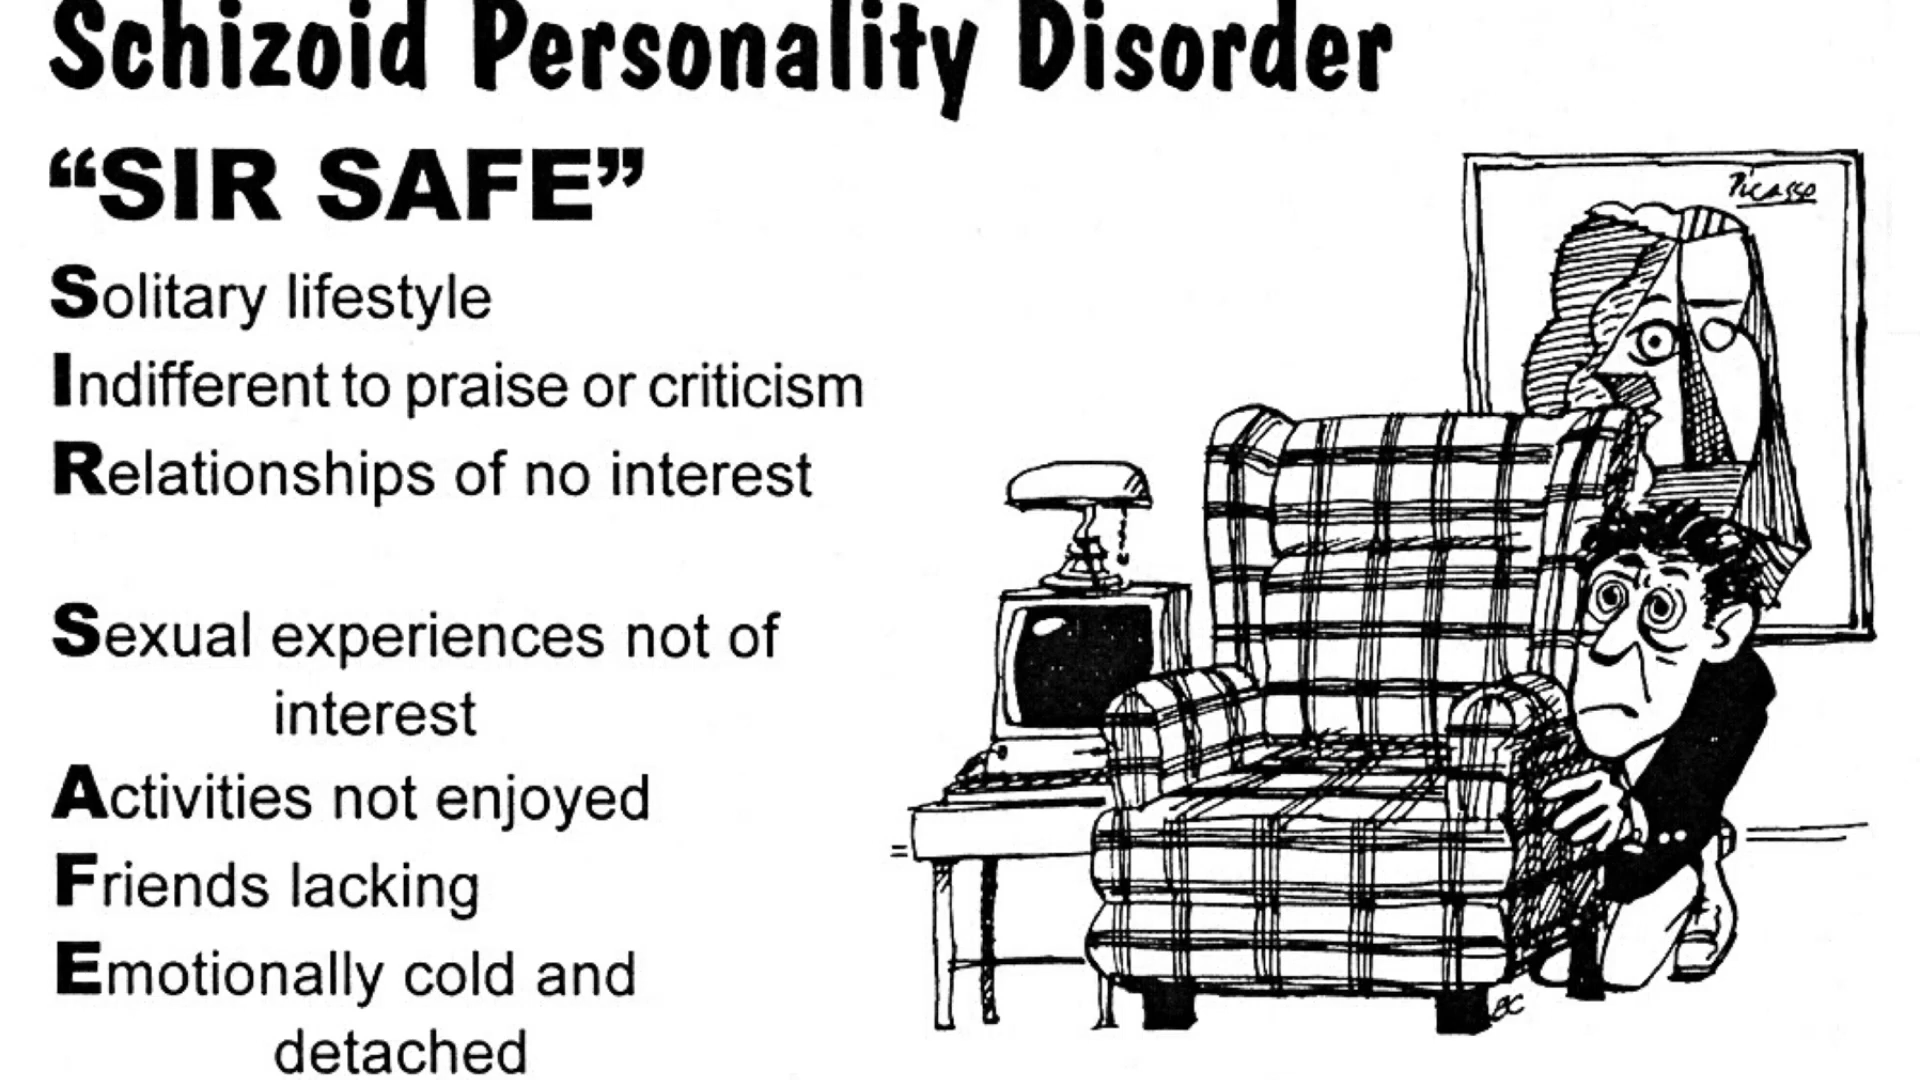 Schizoid Personality Disorder
“SIR SAFE”
Solitary lifestyle
Indifferent to praise or criticism
Relationships of no interest
Sexual experiences not of
interest
Activities not enjoyed
Friends lacking
Emotionally cold and
detached
Picasso